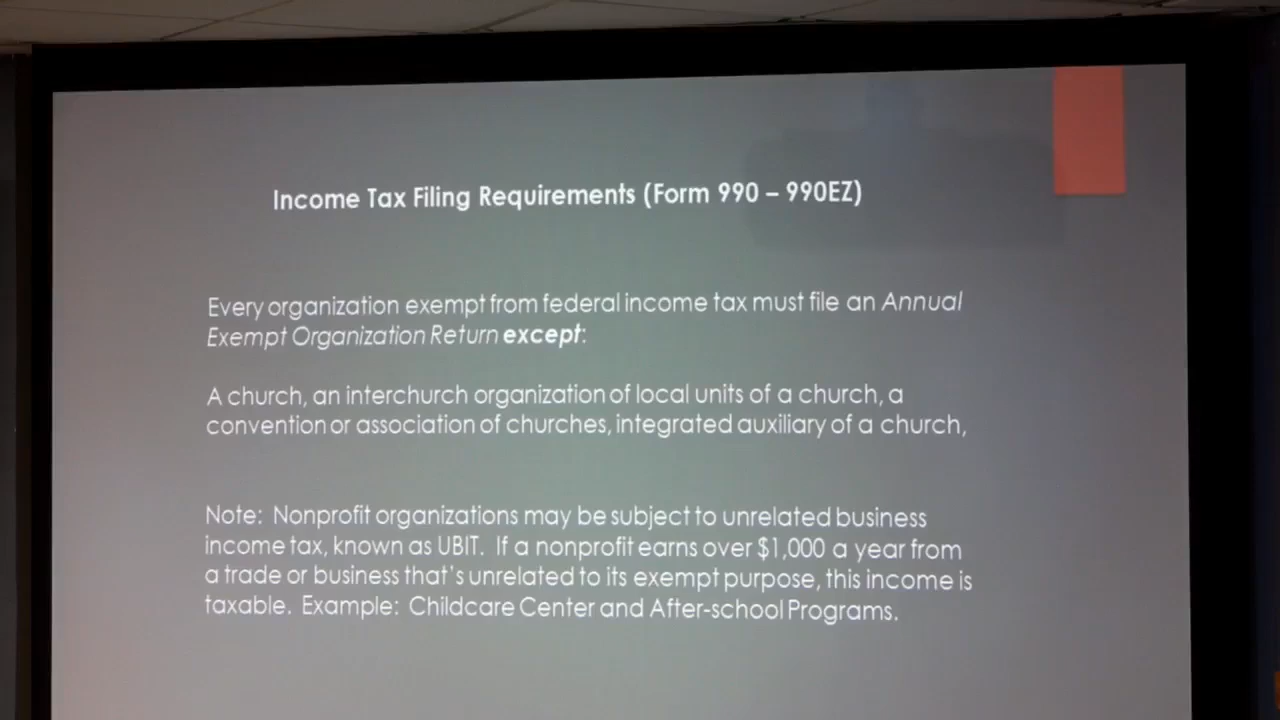 Income Tax Filing Requirements (Form 990 – 990EZ)
Every organization exempt from federal income tax must file an Annual
Exempt Organization Return except:
A church, an interchurch organization of local units of a church, a
convention or association of churches, integrated auxiliary of a church,
Note: Nonprofit organizations may be subject to unrelated business
income tax, known as UBIT. If a nonprofit earns over $1,000 a year from
a trade or business that's unrelated to its exempt purpose, this income is
taxable. Example: Childcare Center and After-school Programs.